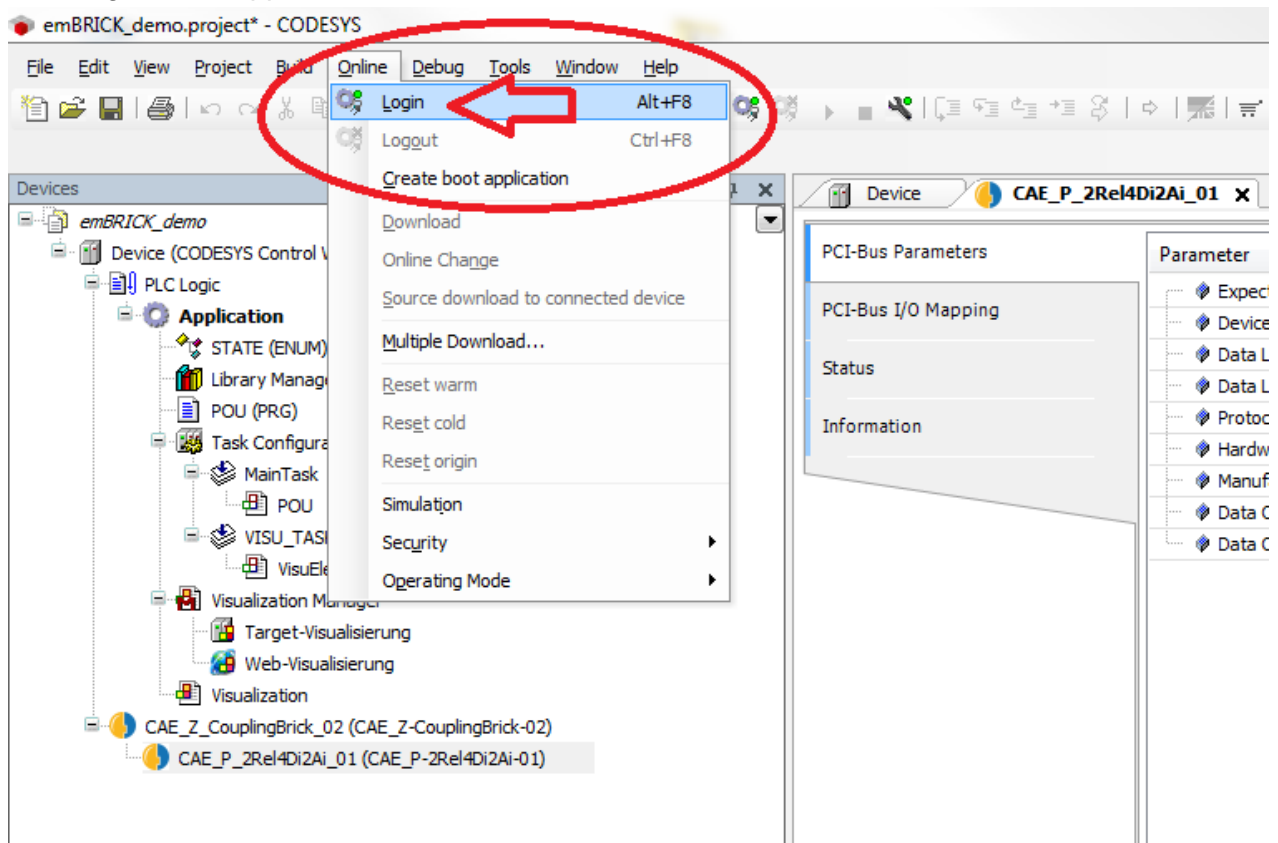 emBRICK_demo.project* - CODESYS
File Edit View Project Build Online Debug Tools Window Help
Login Alt+F8
Logout Ctrl+F8
Create boot application
Download
Online Change
Source download to connected device
Multiple Download...
Reset warm
Reset cold
Reset origin
Simulation
Security
Operating Mode
Devices
emBRICK_demo
Device (CODESYS Control
PLC Logic
Application
STATE (ENUM)
Library Manag
POU (PRG)
Task Configura
MainTask
POU
VISU_TAS
VisuEle
Visualization Manager
Target-Visualisierung
Web-Visualisierung
Visualization
CAE_Z_CouplingBrick_02 (CAE_Z-CouplingBrick-02)
CAE_P_2Rel4Di2Ai_01 (CAE_P-2Rel4Di2Ai-01)
Device CAE_P_2Rel4Di2Ai_01 X
PCI-Bus Parameters
PCI-Bus I/O Mapping
Status
Information
Parameter
Expect
Device
Data L
Data L
Protoc
Hardw
Manuf
Data
Data